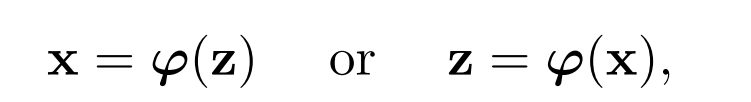 𝐱 = 𝛗(𝐳) or 𝐳 = 𝛗(𝐱),